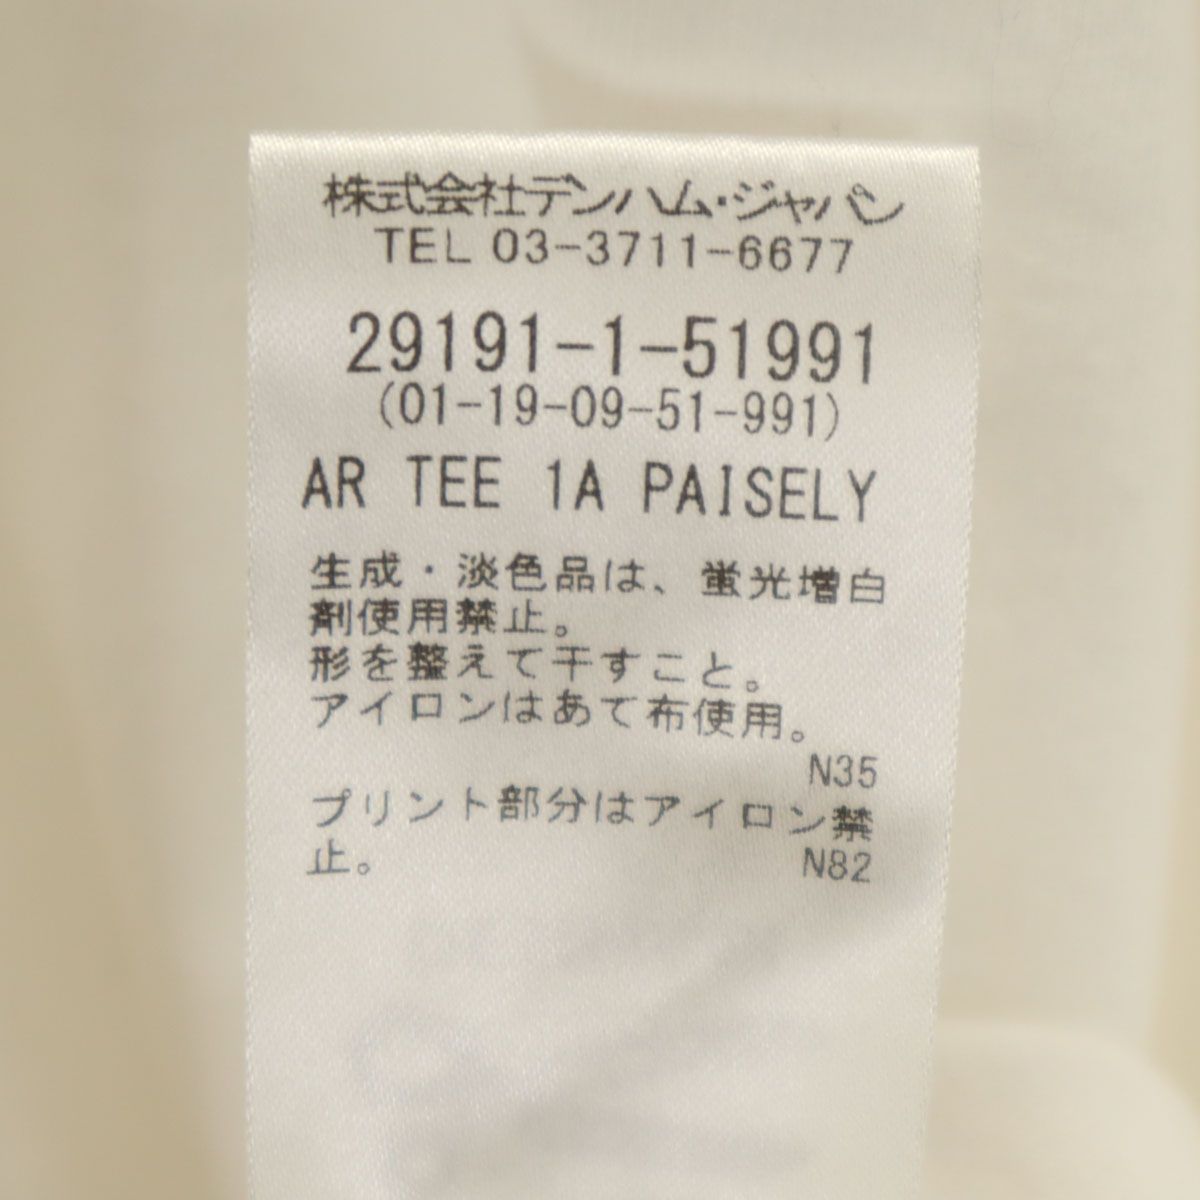 株式会社デンハム・ジャパン
TEL 03-3711-6677
29191-1-51991
(01-19-09-51-991)
AR TEE 1A PAISELY
生成・淡色品は、蛍光増白
剤使用禁止。
形を整えて干すこと。
アイロンはあて布使用。
N35
プリント部分はアイロン禁
止。 N82